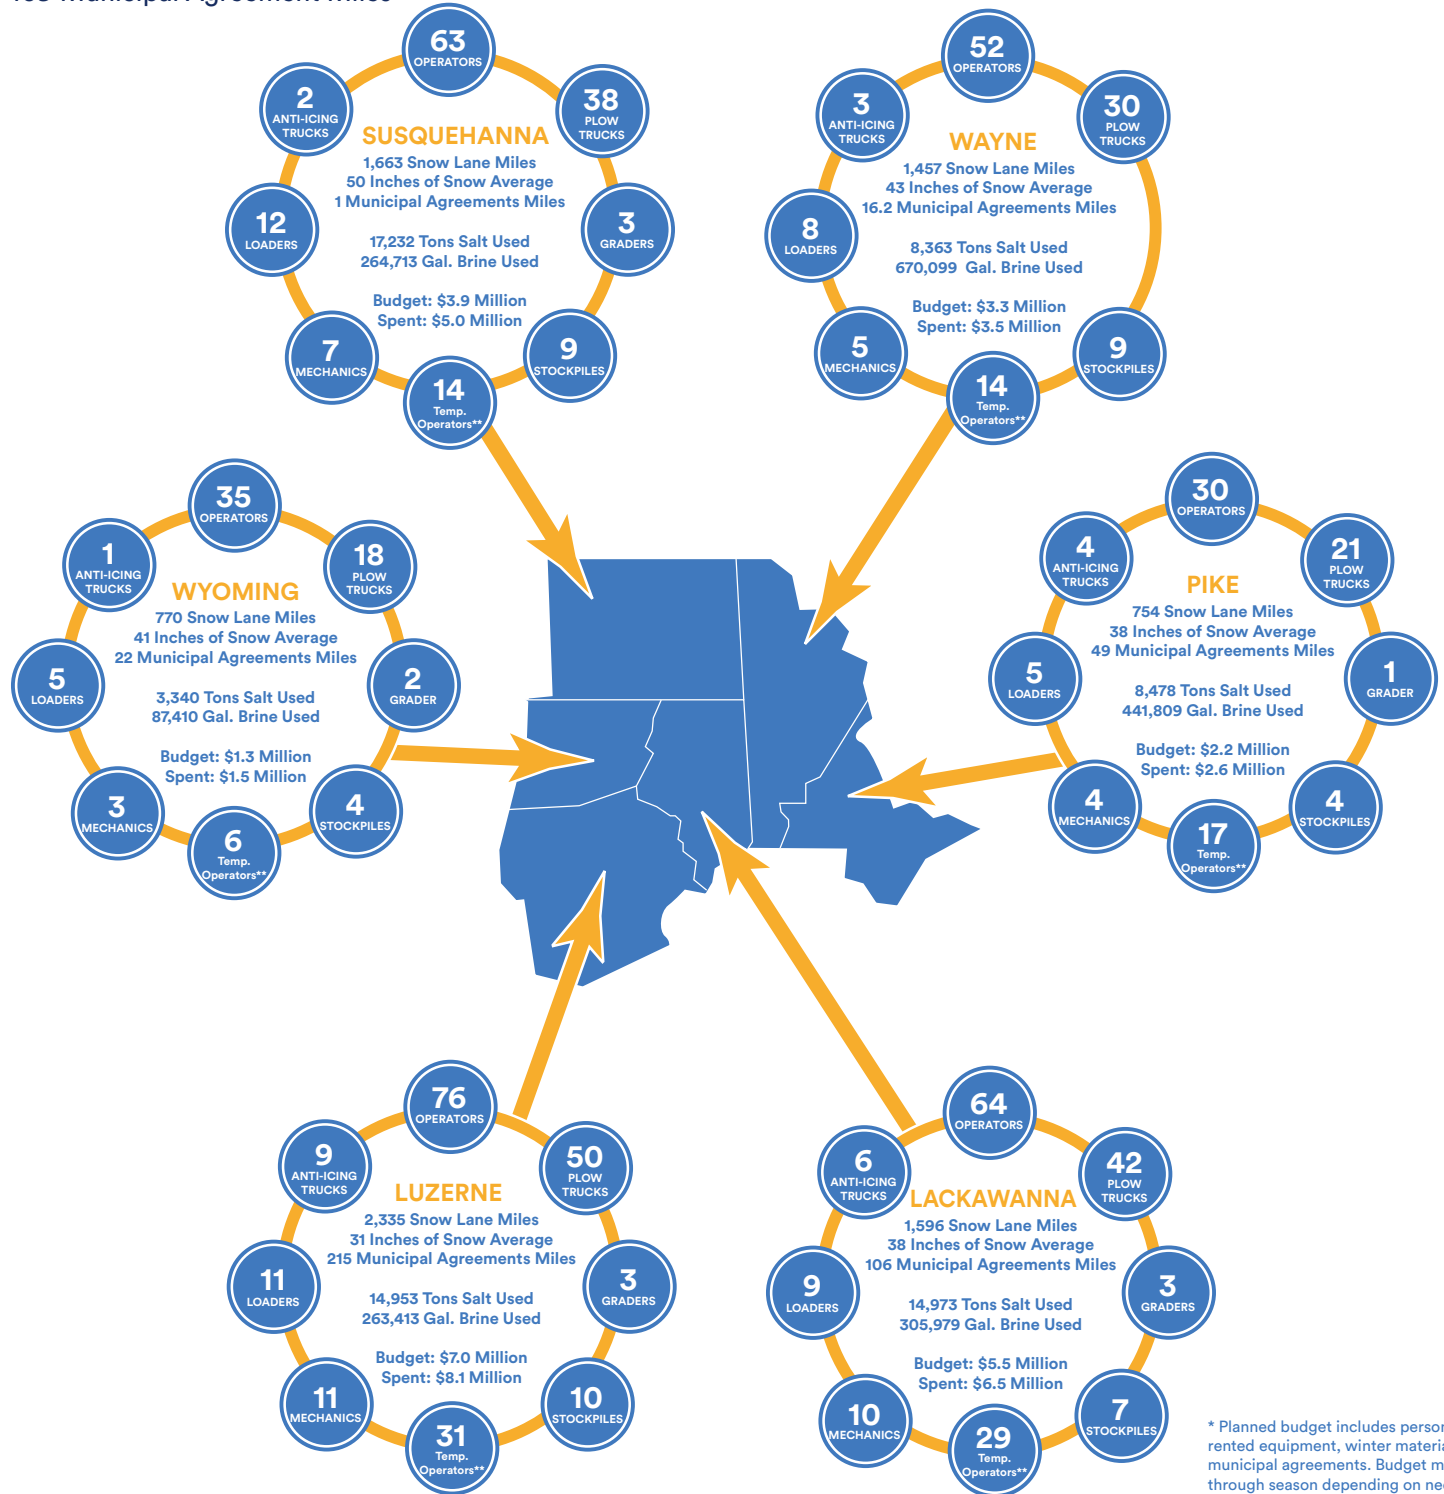 63
OPERATORS
2
ANTI-ICING
TRUCKS
38
PLOW
TRUCKS
SUSQUEHANNA
1,663 Snow Lane Miles
50 Inches of Snow Average
1 Municipal Agreements Miles
17,232 Tons Salt Used
264,713 Gal. Brine Used
Budget: $3.9 Million
Spent: $5.0 Million
12
LOADERS
3
GRADERS
7
MECHANICS
9
STOCKPILES
14
Temp.
Operators**
52
OPERATORS
3
ANTI-ICING
TRUCKS
30
PLOW
TRUCKS
WAYNE
1,457 Snow Lane Miles
43 Inches of Snow Average
16.2 Municipal Agreements Miles
8,363 Tons Salt Used
670,099 Gal. Brine Used
Budget: $3.3 Million
Spent: $3.5 Million
8
LOADERS
5
MECHANICS
9
STOCKPILES
14
Temp.
Operators**
35
OPERATORS
1
ANTI-ICING
TRUCKS
18
PLOW
TRUCKS
WYOMING
770 Snow Lane Miles
41 Inches of Snow Average
22 Municipal Agreements Miles
3,340 Tons Salt Used
87,410 Gal. Brine Used
Budget: $1.3 Million
Spent: $1.5 Million
5
LOADERS
2
GRADER
3
MECHANICS
4
STOCKPILES
6
Temp.
Operators**
30
OPERATORS
4
ANTI-ICING
TRUCKS
21
PLOW
TRUCKS
PIKE
754 Snow Lane Miles
38 Inches of Snow Average
49 Municipal Agreements Miles
8,478 Tons Salt Used
441,809 Gal. Brine Used
Budget: $2.2 Million
Spent: $2.6 Million
5
LOADERS
1
GRADER
4
MECHANICS
4
STOCKPILES
17
Temp.
Operators**
76
OPERATORS
9
ANTI-ICING
TRUCKS
50
PLOW
TRUCKS
LUZERNE
2,335 Snow Lane Miles
31 Inches of Snow Average
215 Municipal Agreements Miles
14,953 Tons Salt Used
263,413 Gal. Brine Used
Budget: $7.0 Million
Spent: $8.1 Million
11
LOADERS
3
GRADERS
11
MECHANICS
10
STOCKPILES
31
Temp.
Operators**
64
OPERATORS
6
ANTI-ICING
TRUCKS
42
PLOW
TRUCKS
LACKAWANNA
1,596 Snow Lane Miles
38 Inches of Snow Average
106 Municipal Agreements Miles
14,973 Tons Salt Used
305,979 Gal. Brine Used
Budget: $5.5 Million
Spent: $6.5 Million
9
LOADERS
3
GRADERS
10
MECHANICS
7
STOCKPILES
29
Temp.
Operators**
* Planned budget includes
rented equipment, winter
municipal agreements. Budget
through season depending on